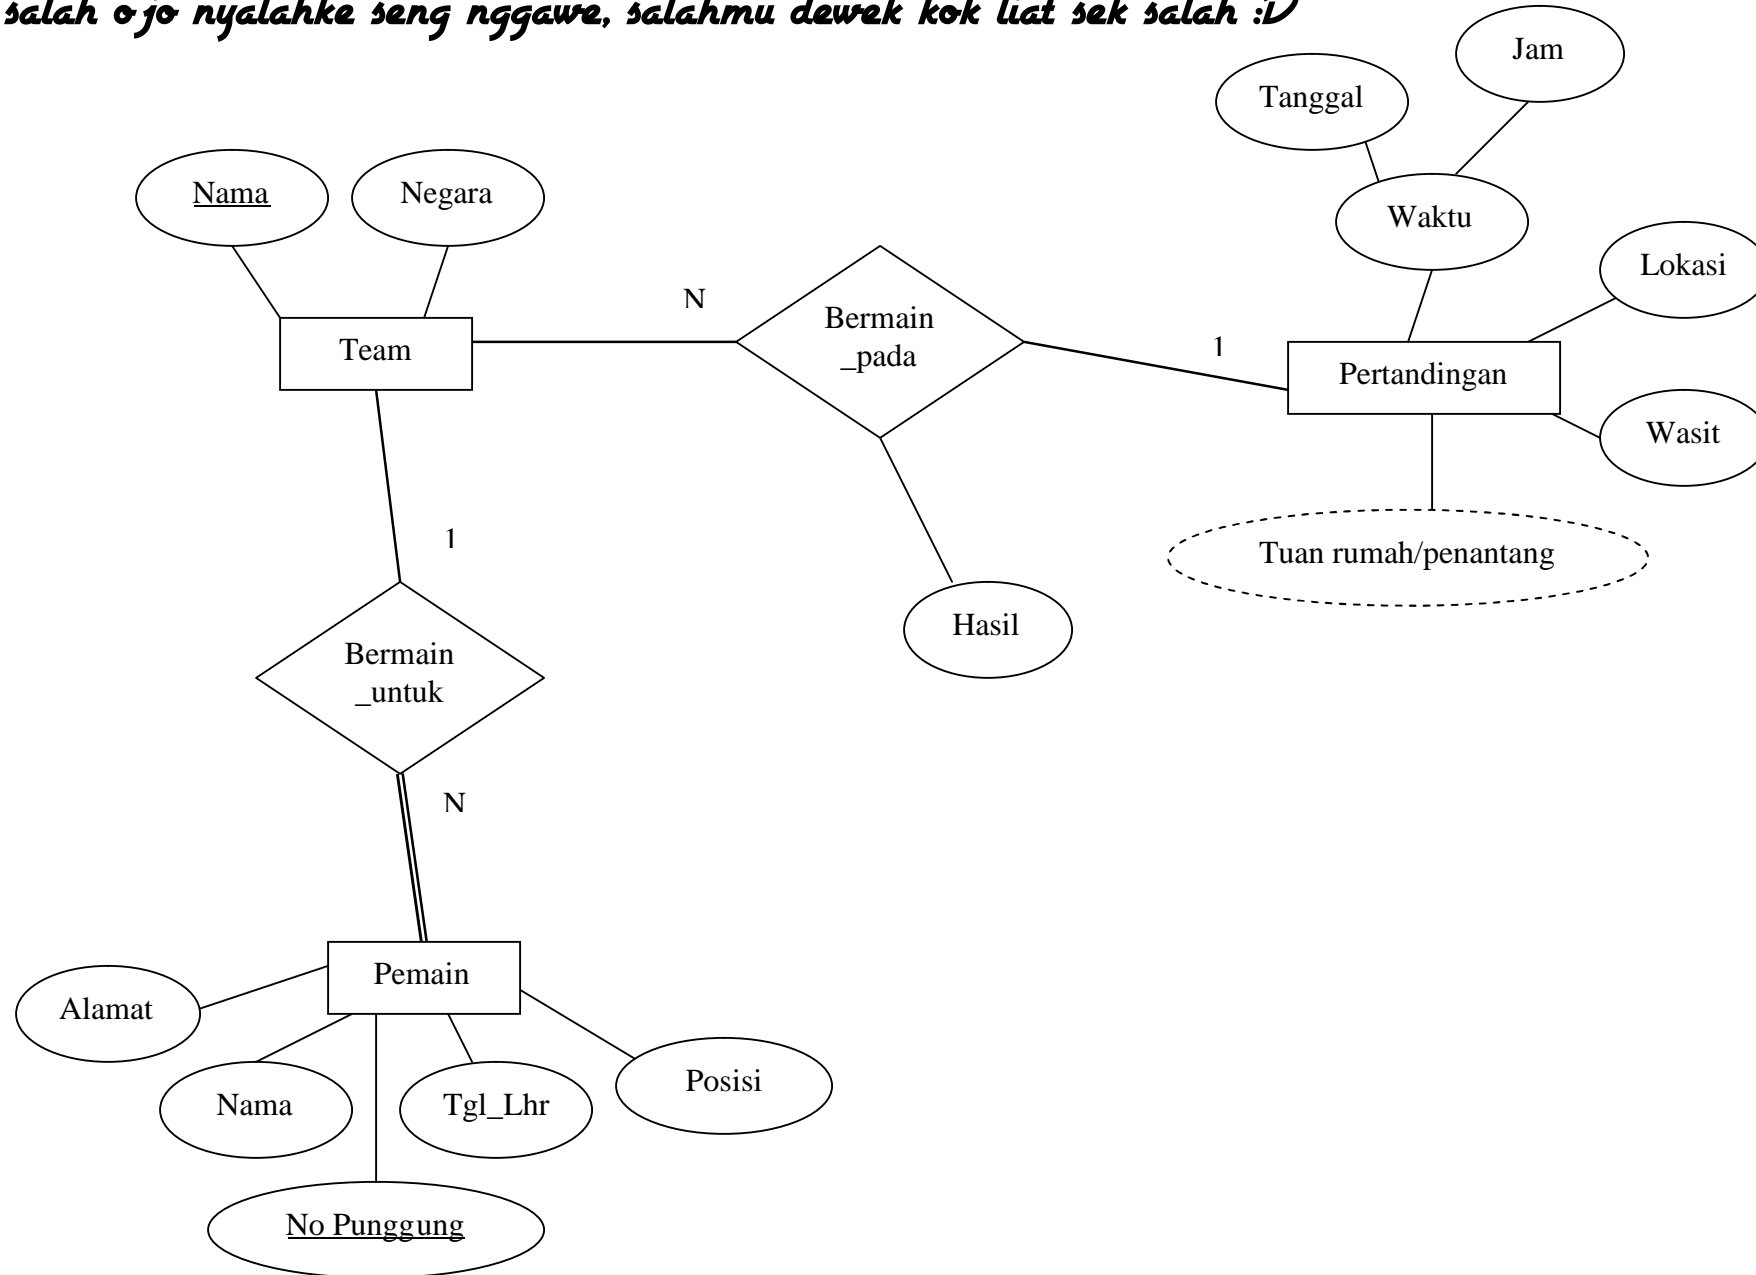 salah ojo nyalahke seng nggawe, salahmu dewek kok liat sek salah :D
Jam
Tanggal
Nama
Negara
Waktu
Lokasi
N
Bermain
_pada
1
Team
Pertandingan
Wasit
1
Tuan rumah/penantang
Hasil
Bermain
_untuk
N
Pemain
Alamat
Posisi
Nama
Tgl_Lhr
No Punggung